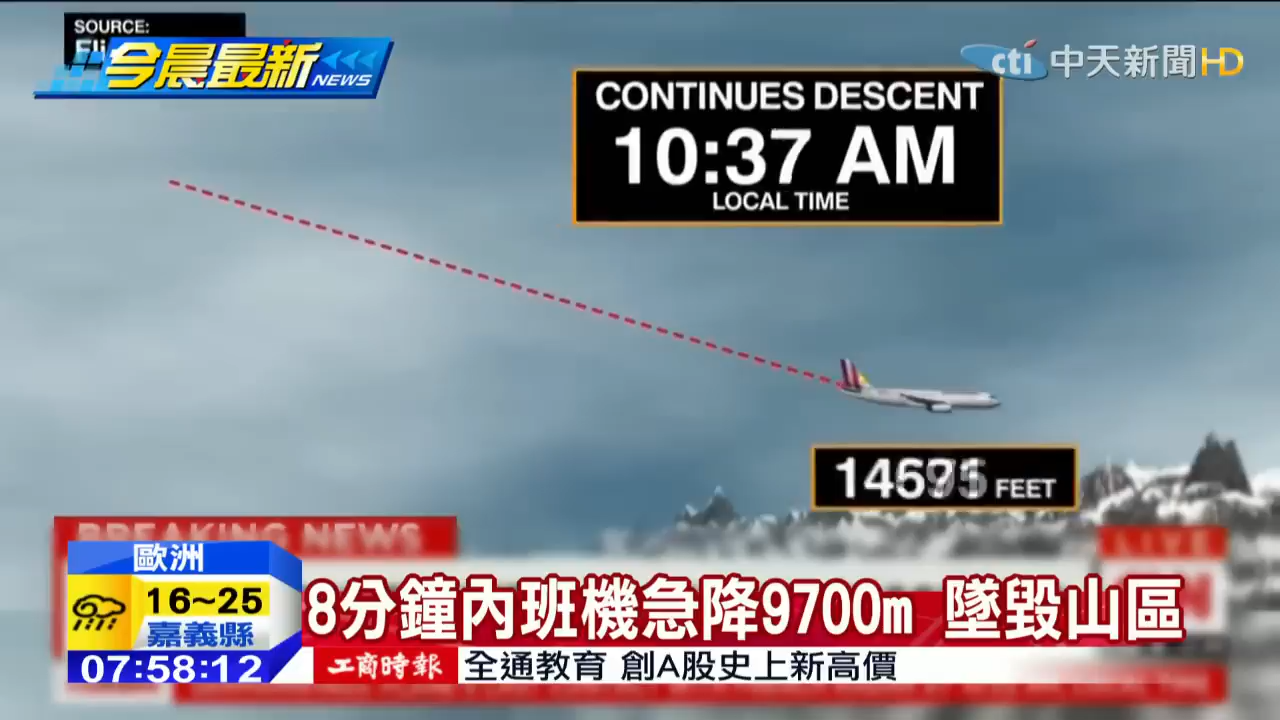 SOURCE:
今晨最新 NEWS
cti 中天新聞HD
CONTINUES DESCENT
10:37 AM
LOCAL TIME
FEET
BREAKING NEWS
LIVE
歐洲
16~25
嘉義縣
07:58:12
8分鐘內班機急降9700m 墜毀山區
工商時報 全通教育 創A股史上新高價